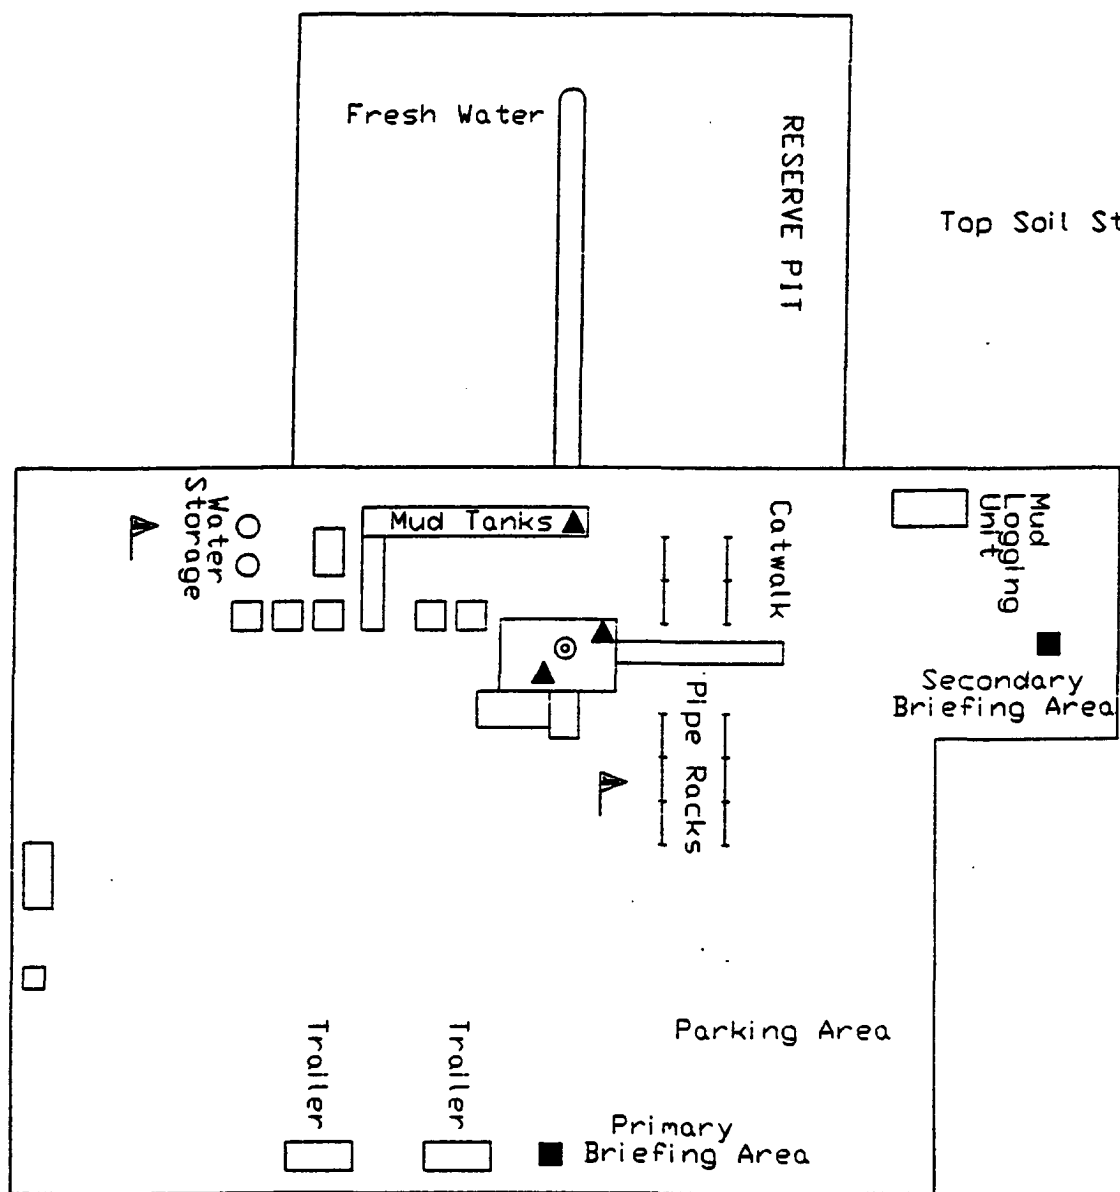 Fresh Water
RESERVE PIT
Top Soil
Water
Storage
Mud Tanks
Catwalk
Mud
Logging
Unit
Secondary
Briefing Area
Pipe Racks
Parking Area
Trailer
Trailer
Primary
Briefing Area